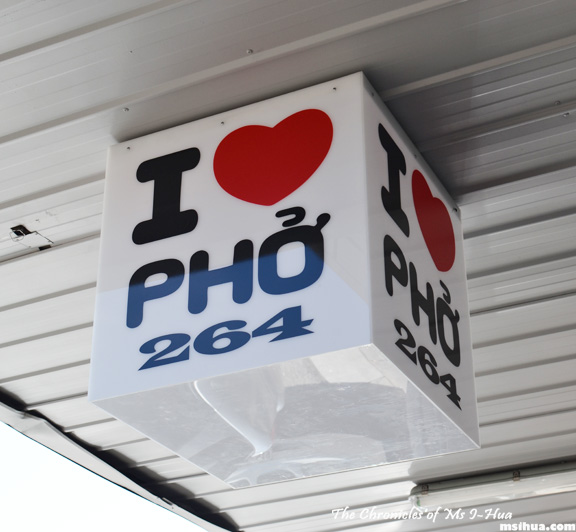 I ❤
PHỞ
264
I ❤
PHỞ
264
The Chronicles of Ms I-Hua
msihua.com